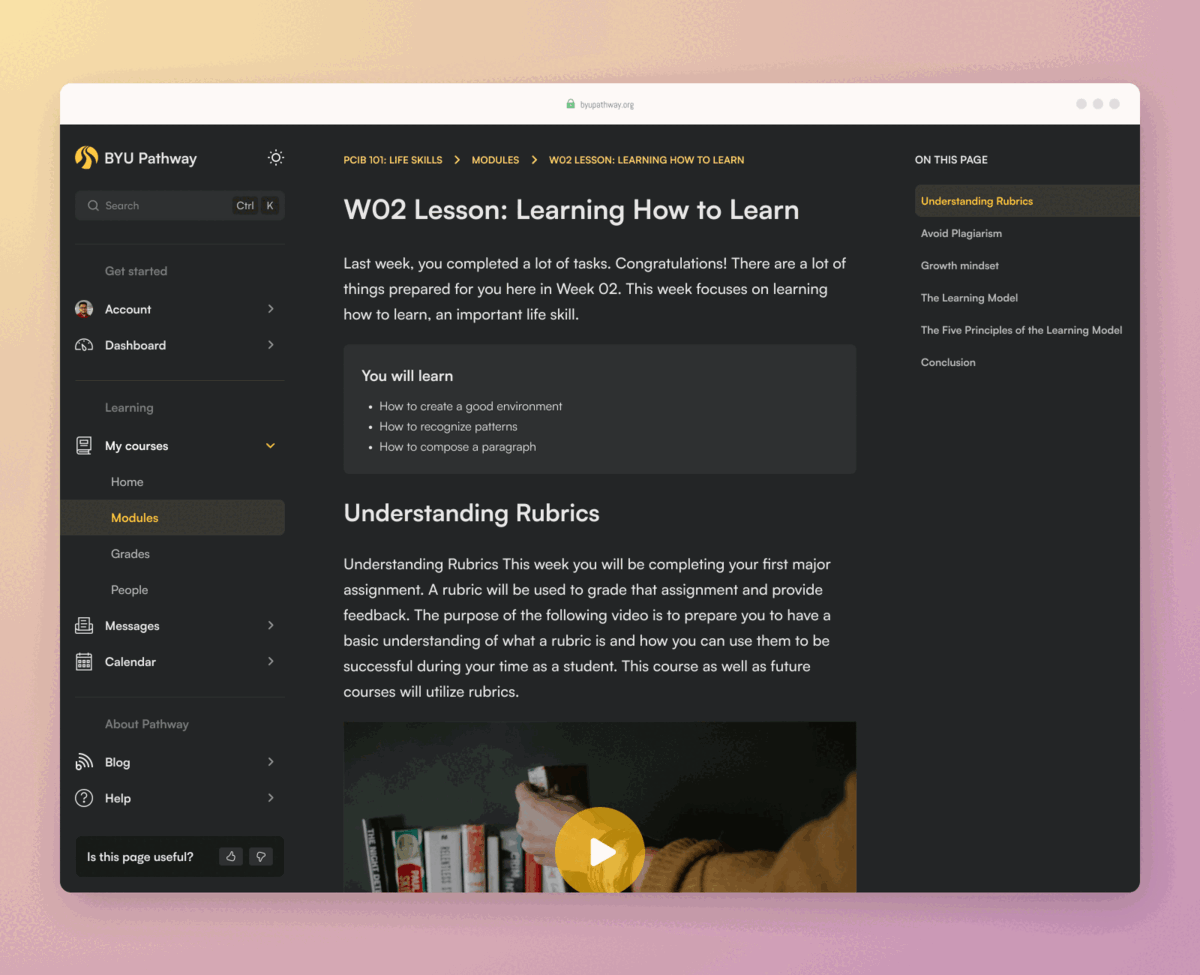 byupathway.org
BYU Pathway
Search Ctrl K
Get started
Account
Dashboard
Learning
My courses
Home
Modules
Grades
People
Messages
Calendar
About Pathway
Blog
Help
Is this page useful?
PCIB 101: LIFE SKILLS > MODULES > W02 LESSON: LEARNING HOW TO LEARN
W02 Lesson: Learning How to Learn
Last week, you completed a lot of tasks. Congratulations! There are a lot of
things prepared for you here in Week 02. This week focuses on learning
how to learn, an important life skill.
You will learn
• How to create a good environment
• How to recognize patterns
• How to compose a paragraph
Understanding Rubrics
Understanding Rubrics This week you will be completing your first major
assignment. A rubric will be used to grade that assignment and provide
feedback. The purpose of the following video is to prepare you to have a
basic understanding of what a rubric is and how you can use them to be
successful during your time as a student. This course as well as future
courses will utilize rubrics.
ON THIS PAGE
Understanding Rubrics
Avoid Plagiarism
Growth mindset
The Learning Model
The Five Principles of the Learning Model
Conclusion